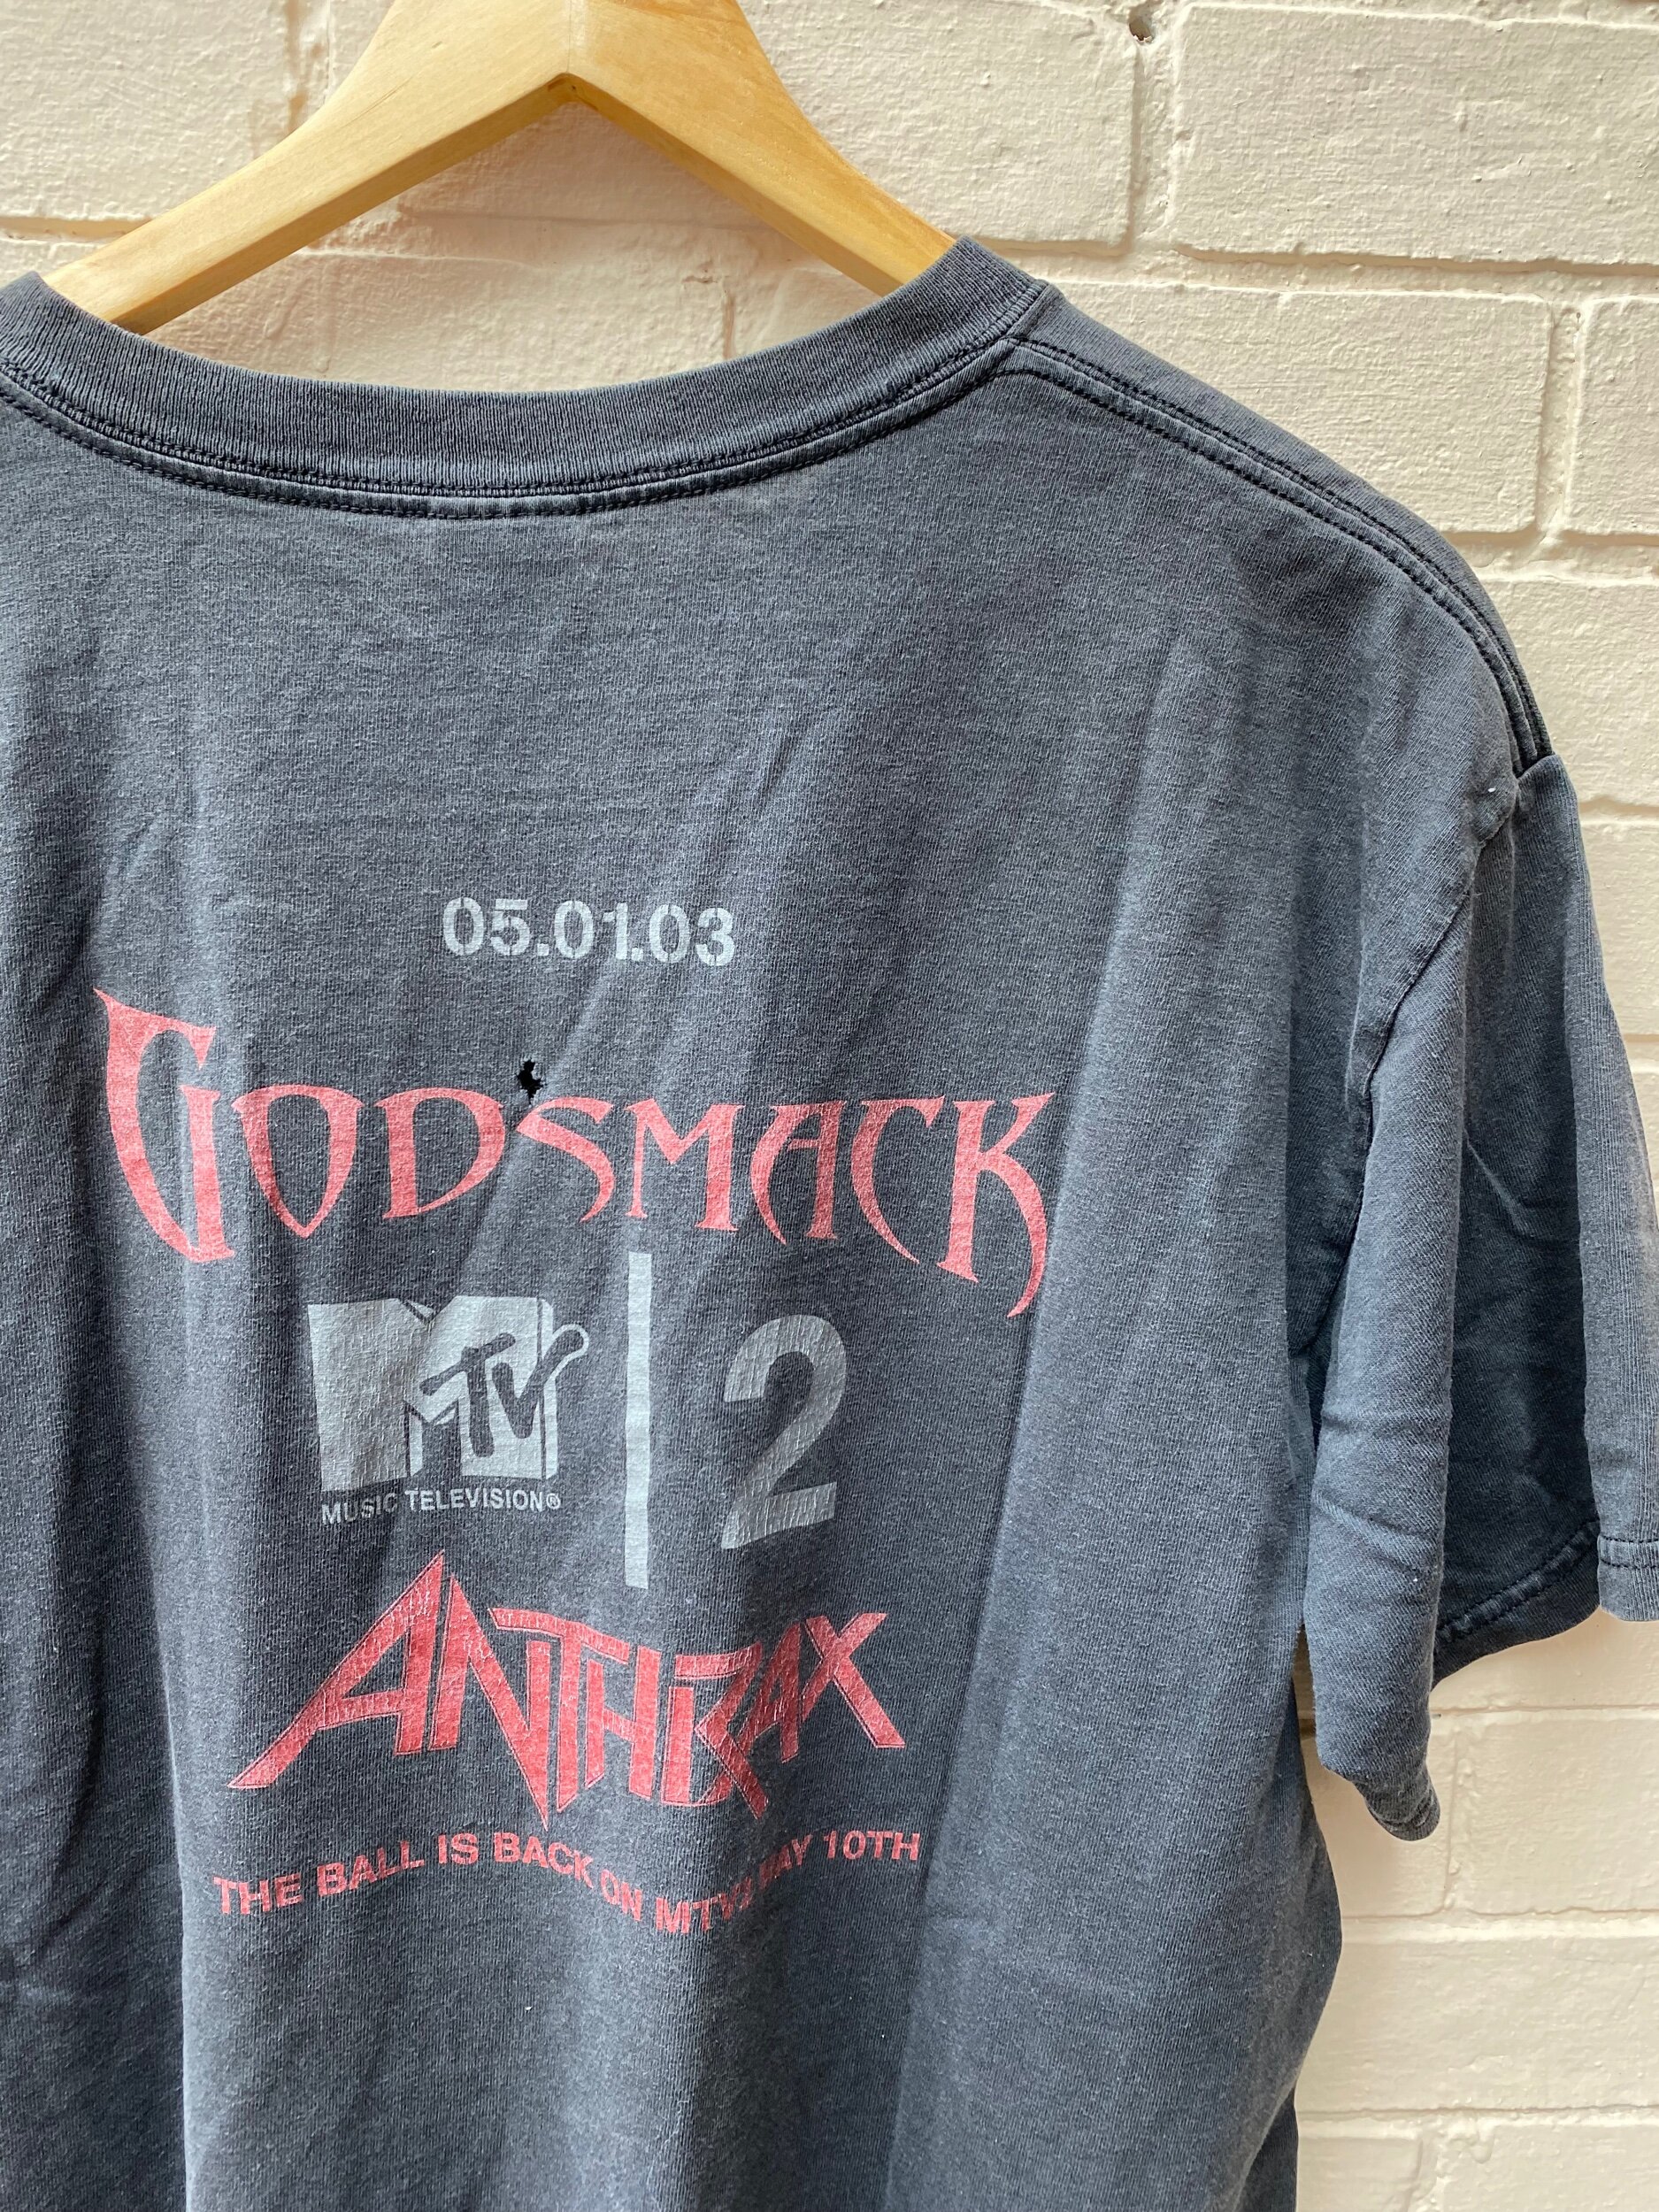 05.01.03
GODSMACK
MTV | 2
MUSIC TELEVISION®
ANTHRAX
THE BALL IS BACK ON MTV2 MAY 10TH